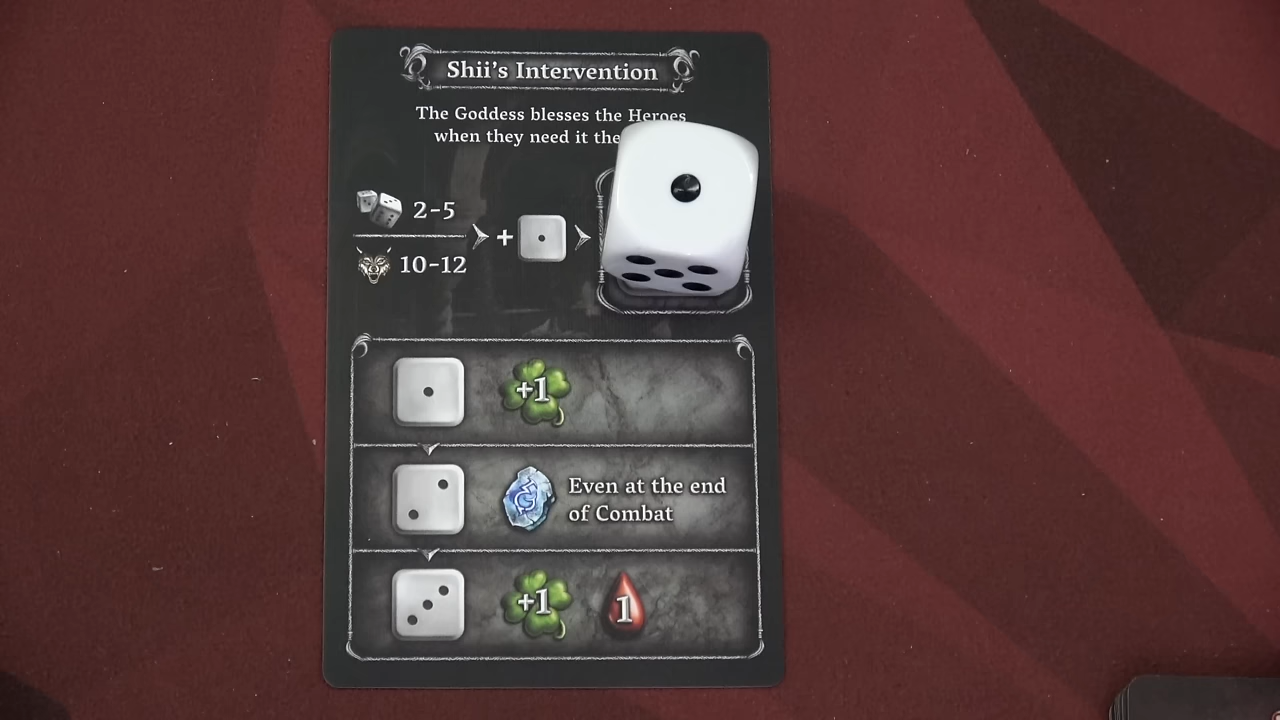 Shii's Intervention
The Goddess blesses the Heroes
when they need it the
2-5
+
10-12
+1
Even at the end
of Combat
+1 1